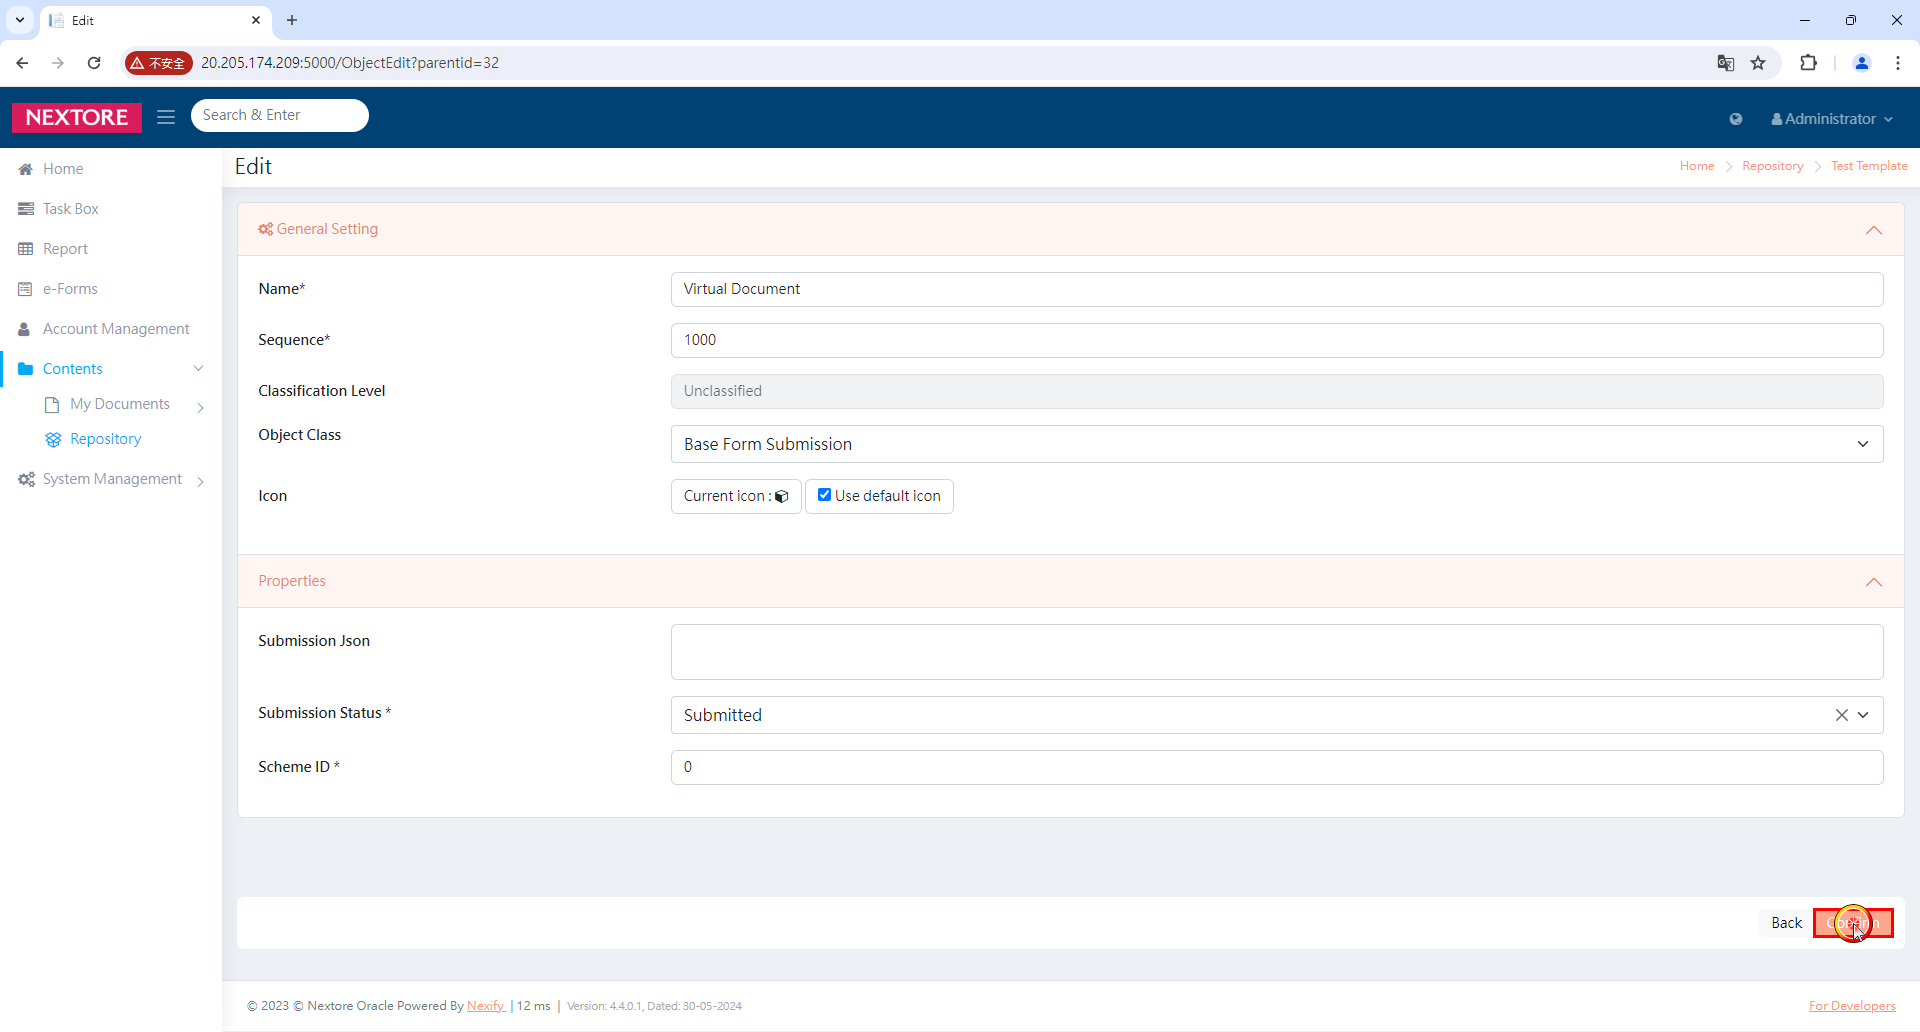 Edit
不安全
20.205.174.209:5000/ObjectEdit?parentid=32
NEXTORE
Search & Enter
Administrator
Home
Task Box
Report
e-Forms
Account Management
Contents
My Documents
Repository
System Management
Edit
Home
Repository
Test Template
General Setting
Name*
Virtual Document
Sequence*
1000
Classification Level
Unclassified
Object Class
Base Form Submission
Icon
Current icon :
Use default icon
Properties
Submission Json
Submission Status *
Submitted
Scheme ID *
0
Back
© 2023 © Nextore Oracle Powered By Nexify | 12 ms | Version: 4.4.0.1, Dated: 30-05-2024
For Developers